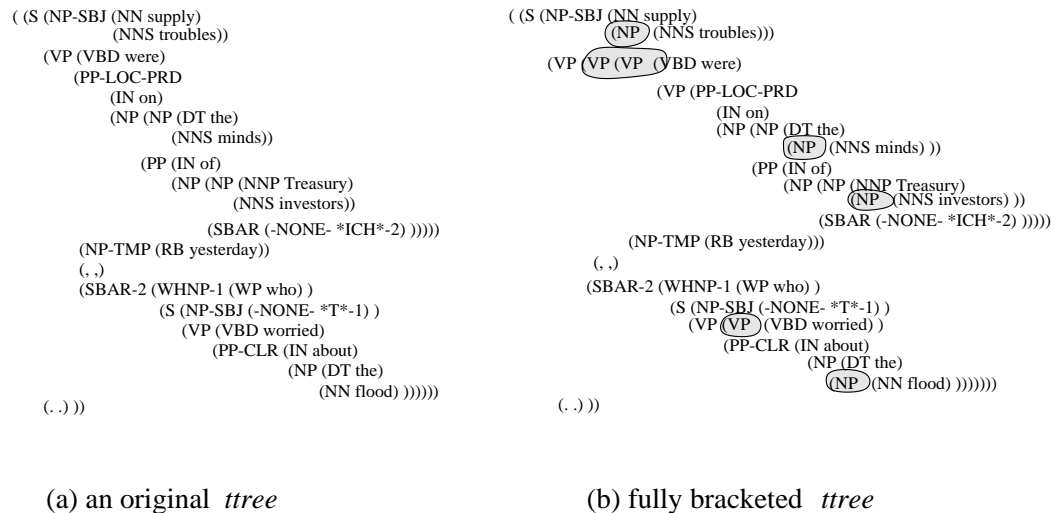 ( (S (NP-SBJ (NN supply)
(NNS troubles))
(VP (VBD were)
(PP-LOC-PRD
(IN on)
(NP (NP (DT the)
(NNS minds))
(PP (IN of)
(NP (NP (NNP Treasury)
(NNS investors))
(SBAR (-NONE- *ICH*-2) )))))
(NP-TMP (RB yesterday))
(, ,)
(SBAR-2 (WHNP-1 (WP who) )
(S (NP-SBJ (-NONE- *T*-1) )
(VP (VBD worried)
(PP-CLR (IN about)
(NP (DT the)
(NN flood) ))))))
(. .) ))
(a) an original ttree
( (S (NP-SBJ (NN supply)
(NP (NNS troubles)))
(VP (VP (VP (VBD were)
(VP (PP-LOC-PRD
(IN on)
(NP (NP (DT the)
(NP (NNS minds) ))
(PP (IN of)
(NP (NP (NNP Treasury)
(NP (NNS investors) ))
(SBAR (-NONE- *ICH*-2) )))))
(NP-TMP (RB yesterday)))
(, ,)
(SBAR-2 (WHNP-1 (WP who) )
(S (NP-SBJ (-NONE- *T*-1) )
(VP (VP (VBD worried) )
(PP-CLR (IN about)
(NP (DT the)
(NP (NN flood) )))))))
(. .) ))
(b) fully bracketed ttree